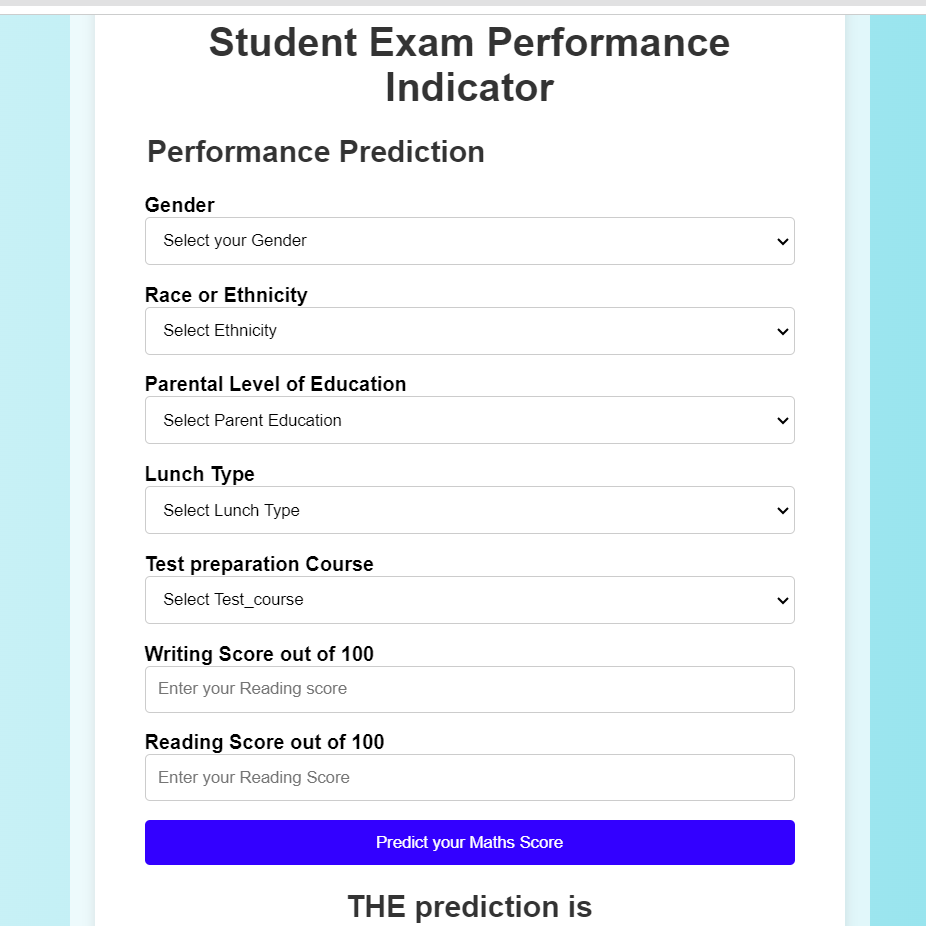 Student Exam Performance
Indicator
Performance Prediction
Gender
Select your Gender
Race or Ethnicity
Select Ethnicity
Parental Level of Education
Select Parent Education
Lunch Type
Select Lunch Type
Test preparation Course
Select Test_course
Writing Score out of 100
Enter your Reading score
Reading Score out of 100
Enter your Reading Score
Predict your Maths Score
THE prediction is